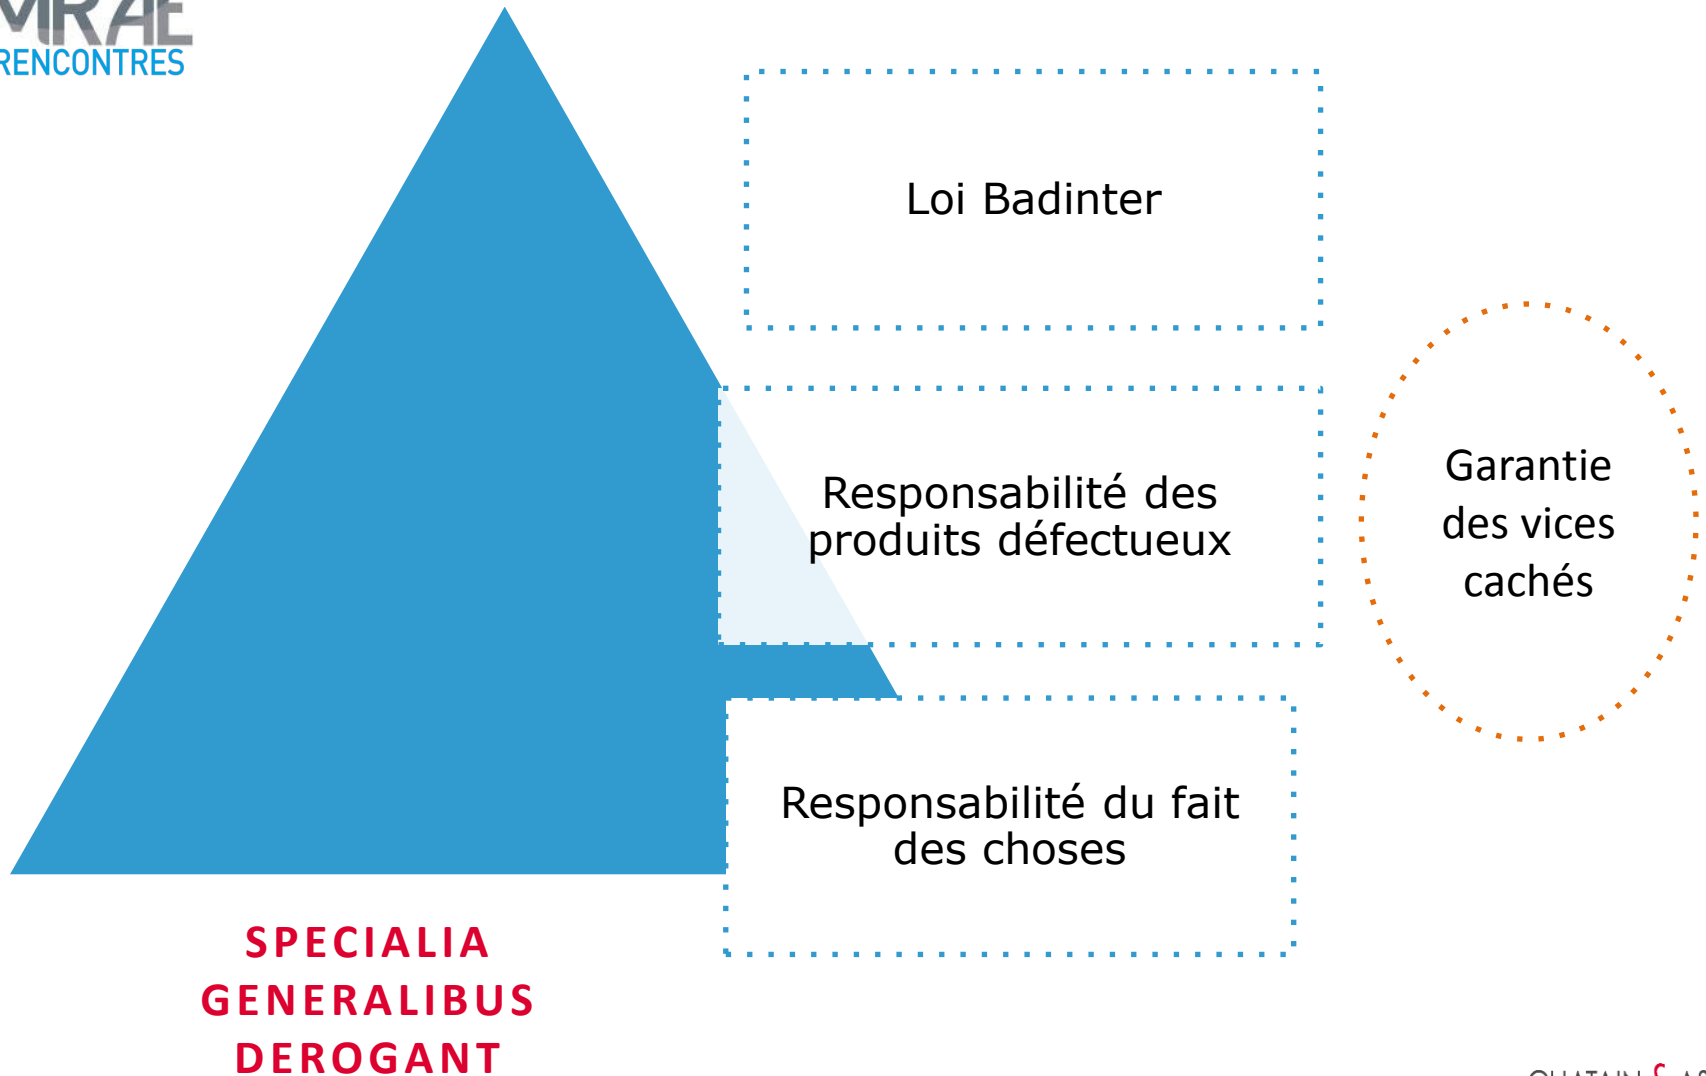 RENCONTRES
Loi Badinter
Responsabilité des
produits défectueux
Garantie
des vices
cachés
Responsabilité du fait
des choses
SPECIALIA
GENERALIBUS
DEROGANT